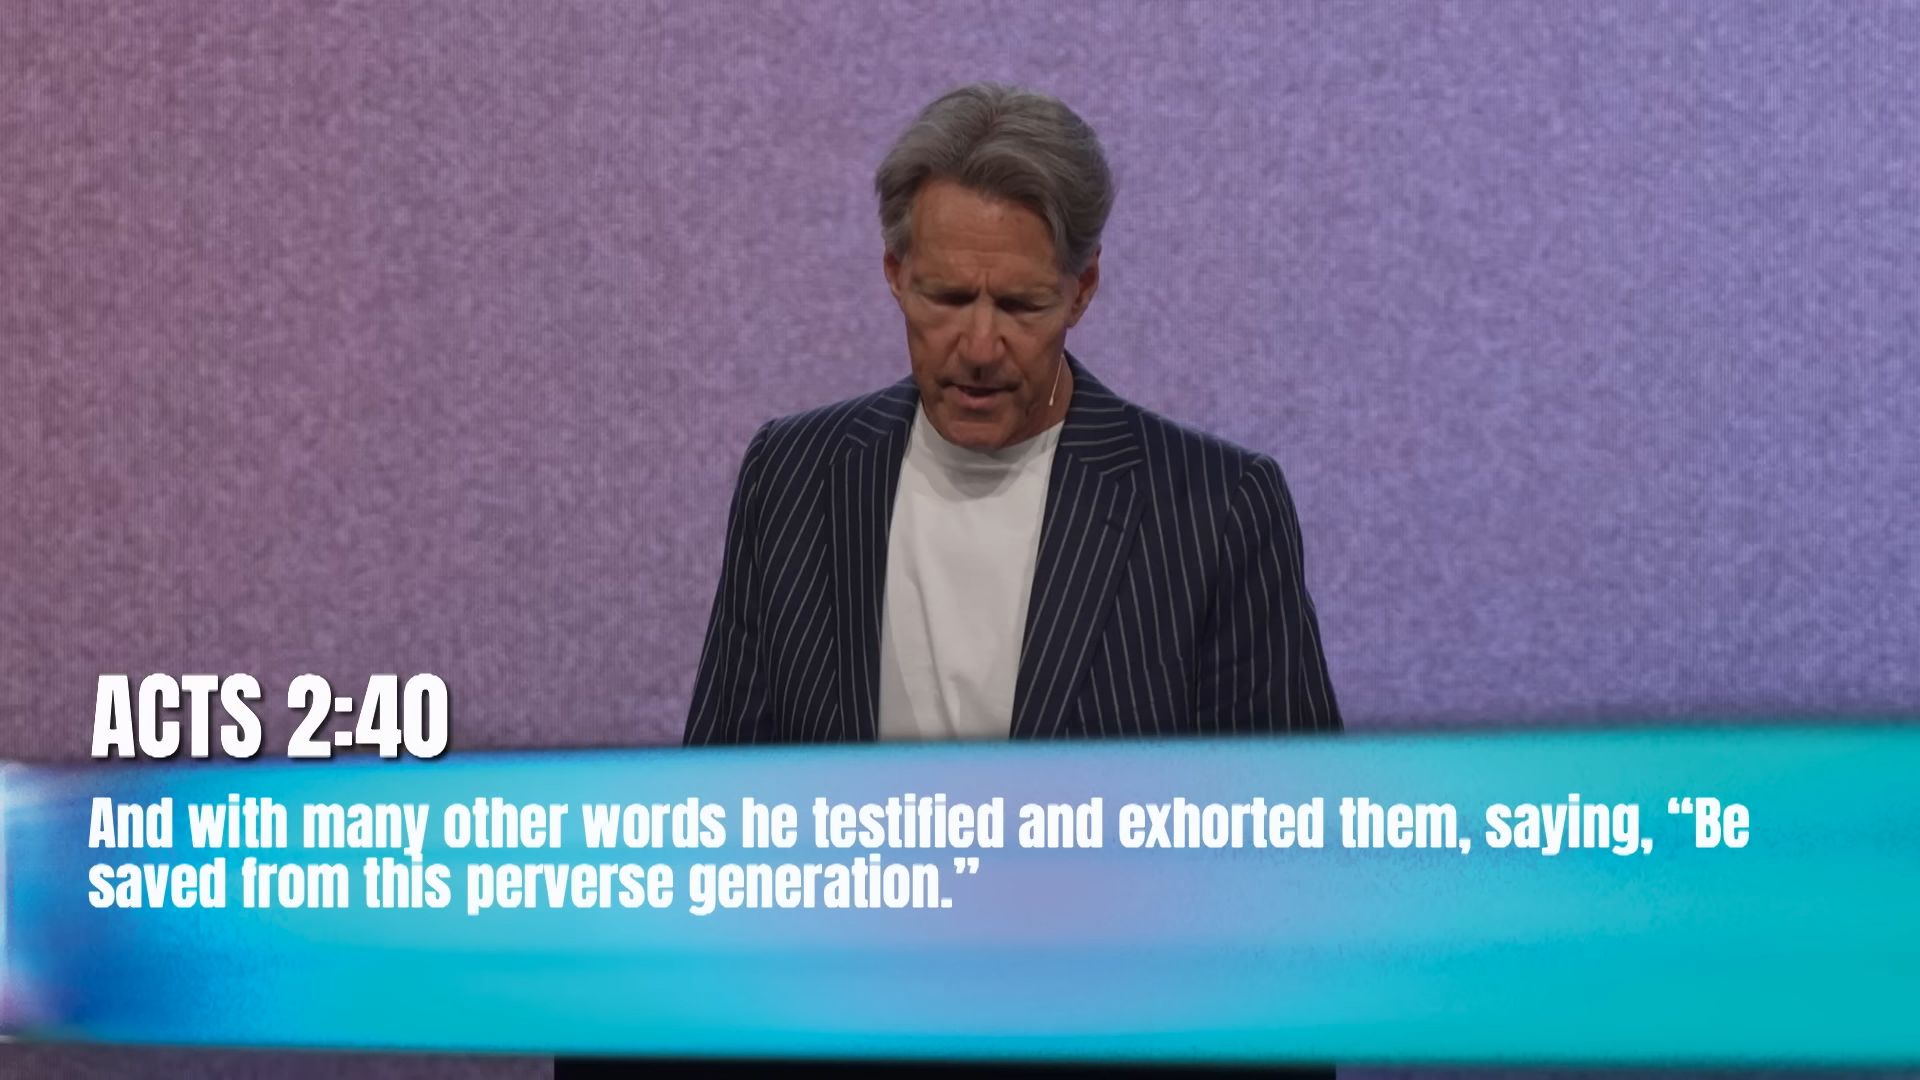 ACTS 2:40
And with many other words he testified and exhorted them, saying, “Be
saved from this perverse generation.”